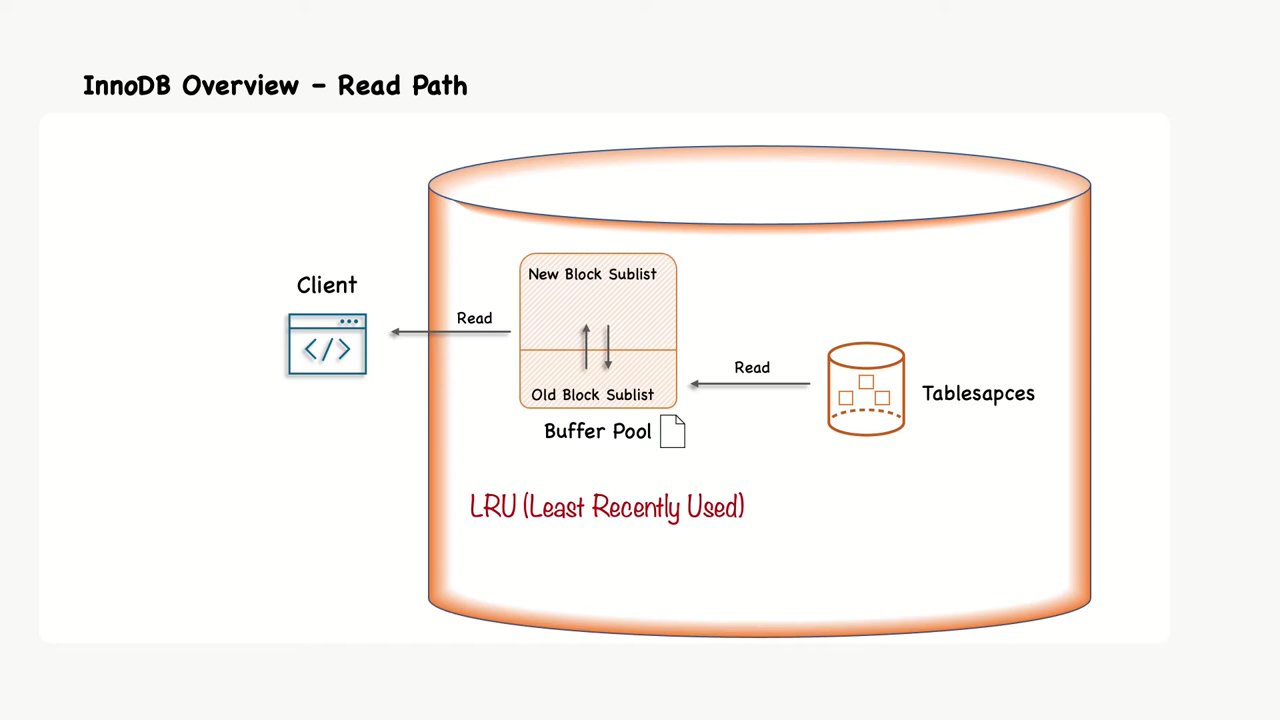 InnoDB Overview - Read Path
Client
Read
New Block Sublist
Old Block Sublist
Buffer Pool
Read
Tablesapces
LRU (Least Recently Used)